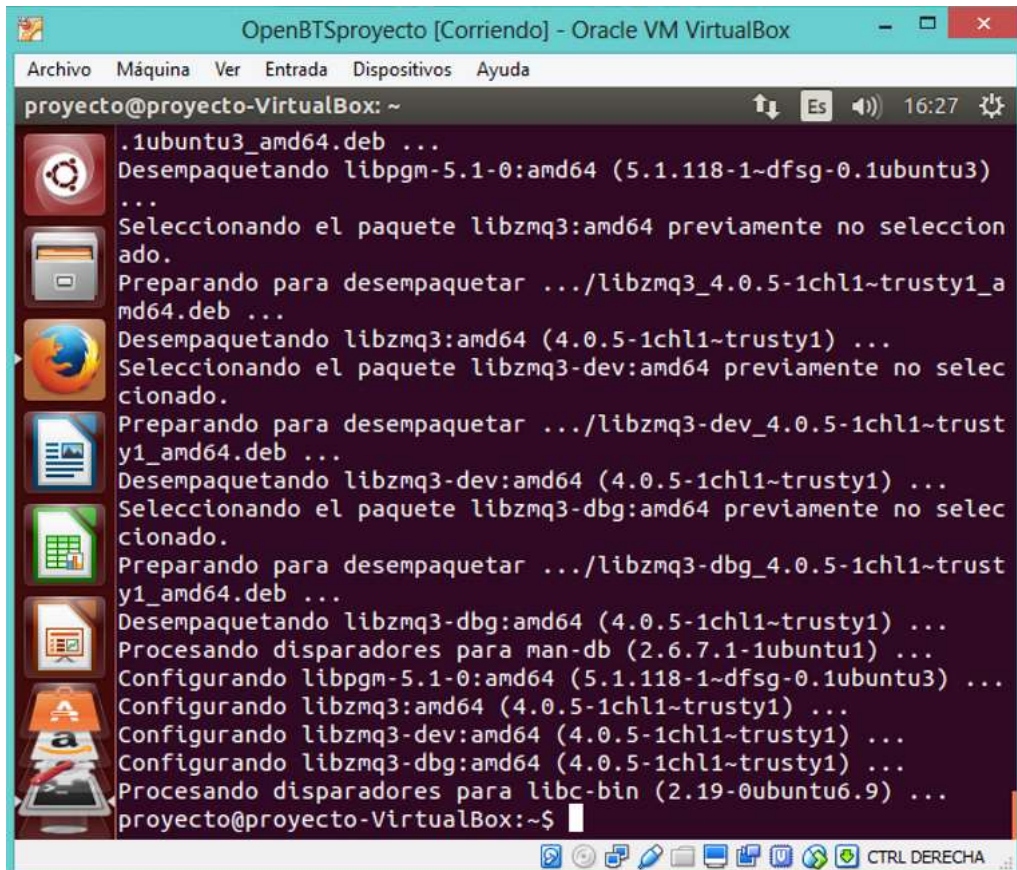 OpenBTSproyecto [Corriendo] - Oracle VM VirtualBox
Archivo Máquina Ver Entrada Dispositivos Ayuda
proyecto@proyecto-VirtualBox: ~ Es 16:27
.1ubuntu3_amd64.deb ...
Desempaquetando libpgm-5.1-0:amd64 (5.1.118-1~dfsg-0.1ubuntu3)
...
Seleccionando el paquete libzmq3:amd64 previamente no seleccion
ado.
Preparando para desempaquetar .../libzmq3_4.0.5-1chl1~trusty1_a
md64.deb ...
Desempaquetando libzmq3:amd64 (4.0.5-1chl1~trusty1) ...
Seleccionando el paquete libzmq3-dev:amd64 previamente no selec
cionado.
Preparando para desempaquetar .../libzmq3-dev_4.0.5-1chl1~trust
y1_amd64.deb ...
Desempaquetando libzmq3-dev:amd64 (4.0.5-1chl1~trusty1) ...
Seleccionando el paquete libzmq3-dbg:amd64 previamente no selec
cionado.
Preparando para desempaquetar .../libzmq3-dbg_4.0.5-1chl1~trust
y1_amd64.deb ...
Desempaquetando libzmq3-dbg:amd64 (4.0.5-1chl1~trusty1) ...
Procesando disparadores para man-db (2.6.7.1-1ubuntu1) ...
Configurando libpgm-5.1-0:amd64 (5.1.118-1~dfsg-0.1ubuntu3) ...
Configurando libzmq3:amd64 (4.0.5-1chl1~trusty1) ...
Configurando libzmq3-dev:amd64 (4.0.5-1chl1~trusty1) ...
Configurando libzmq3-dbg:amd64 (4.0.5-1chl1~trusty1) ...
Procesando disparadores para libc-bin (2.19-0ubuntu6.9) ...
proyecto@proyecto-VirtualBox:~$
CTRL DERECHA